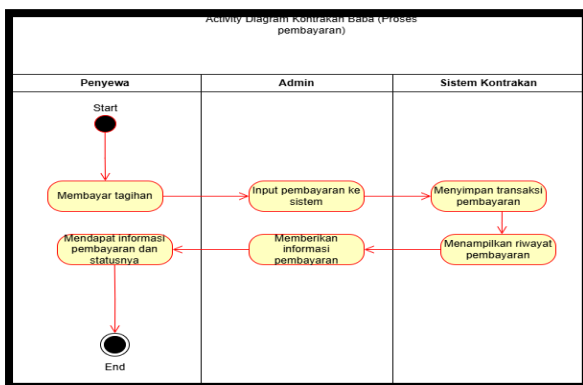 Activity Diagram Kontrakan Baba (Proses
pembayaran)
Penyewa
Admin
Sistem Kontrakan
Start
Membayar tagihan
Input pembayaran ke
sistem
Menyimpan transaksi
pembayaran
Mendapat informasi
pembayaran dan
statusnya
Memberikan
informasi
pembayaran
Menampilkan riwayat
pembayaran
End